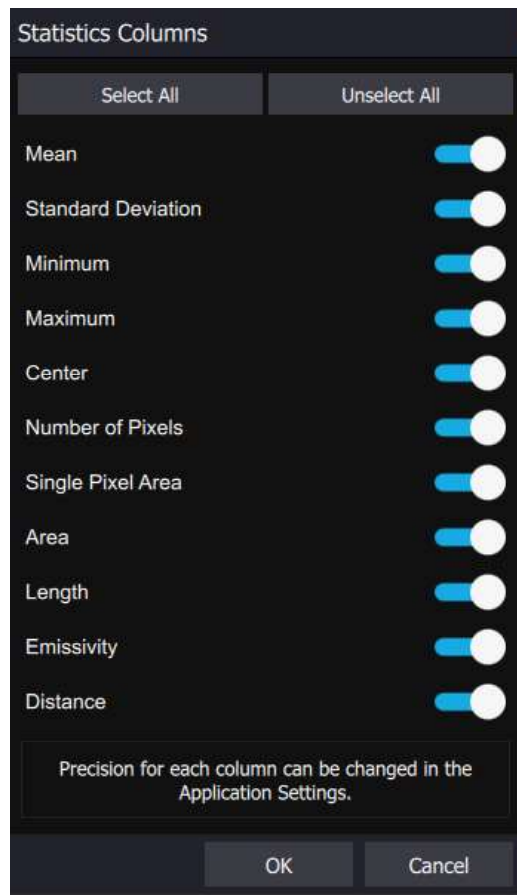 Statistics Columns
Select All
Unselect All
Mean
Standard Deviation
Minimum
Maximum
Center
Number of Pixels
Single Pixel Area
Area
Length
Emissivity
Distance
Precision for each column can be changed in the
Application Settings.
OK
Cancel